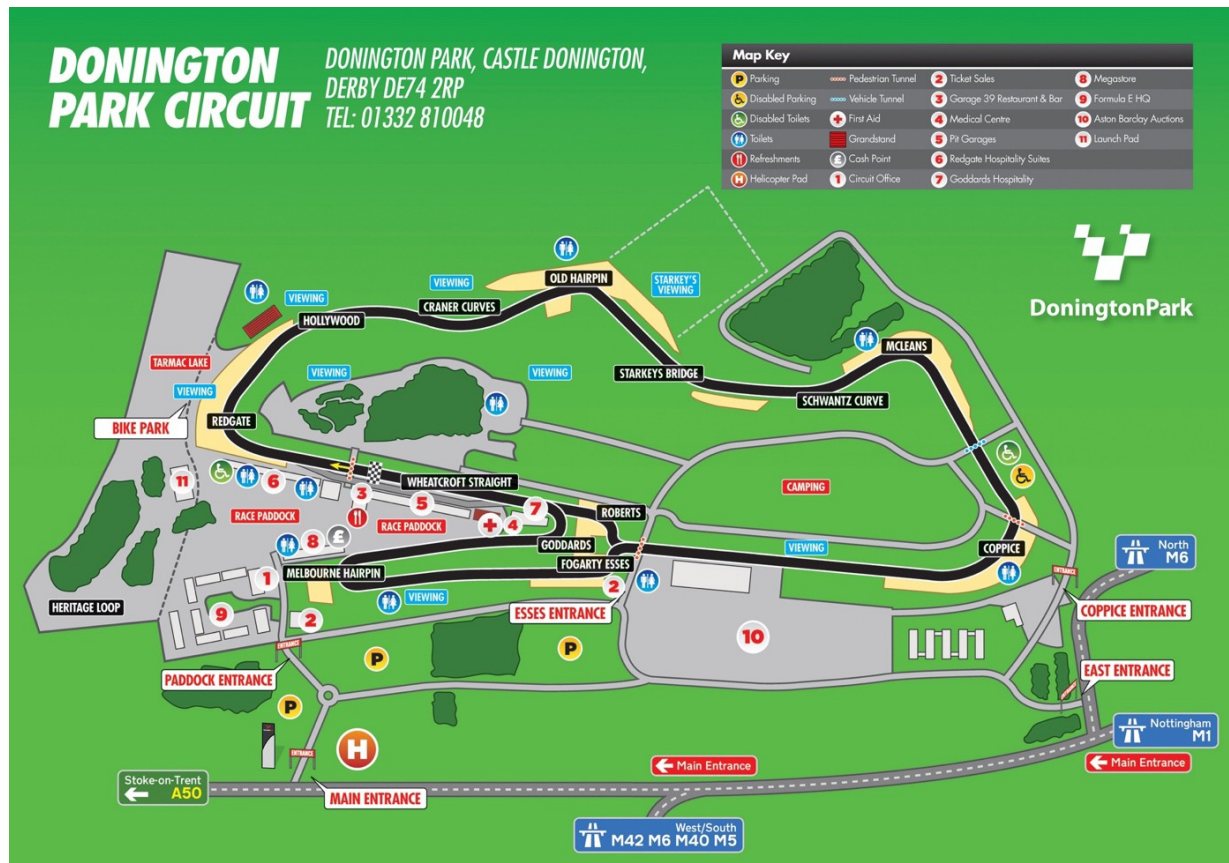 DONINGTON
PARK CIRCUIT
DONINGTON PARK, CASTLE DONINGTON,
DERBY DE74 2RP
TEL: 01332 810048
Map Key
P Parking
Disabled Parking
Disabled Toilets
Toilets
Refreshments
H Helicopter Pad
Pedestrian Tunnel
Vehicle Tunnel
First Aid
Grandstand
£ Cash Point
1 Circuit Office
2 Ticket Sales
3 Garage 39 Restaurant & Bar
4 Medical Centre
5 Pit Garages
6 Redgate Hospitality Suites
7 Goddards Hospitality
8 Megastore
9 Formula E HQ
10 Aston Barclay Auctions
11 Launch Pad
DoningtonPark
OLD HAIRPIN
VIEWING
STARKEY'S
VIEWING
VIEWING
CRANER CURVES
HOLLYWOOD
MCLEANS
TARMAC LAKE
STARKEYS BRIDGE
VIEWING
VIEWING
VIEWING
SCHWANTZ CURVE
REDGATE
BIKE PARK
11
6
WHEATCROFT STRAIGHT
CAMPING
3
5
7
ROBERTS
RACE PADDOCK
RACE PADDOCK
4
£
8
GODDARDS
VIEWING
COPPICE
North
M6
FOGARTY ESSES
MELBOURNE HAIRPIN
1
2
ENTRANCE
VIEWING
HERITAGE LOOP
9
2
ESSES ENTRANCE
COPPICE ENTRANCE
10
ENTRANCE
P
P
PADDOCK ENTRANCE
EAST ENTRANCE
ENTRANCE
P
H
ENTRANCE
Nottingham
M1
Main Entrance
Main Entrance
Stoke-on-Trent
A50
MAIN ENTRANCE
West/South
M42 M6 M40 M5